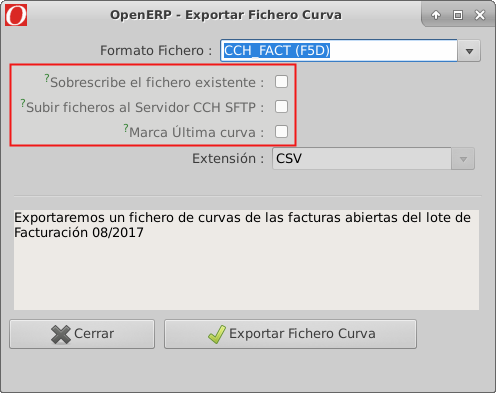 OpenERP - Exportar Fichero Curva
Formato Fichero : CCH_FACT (F5D)
?Sobrescribe el fichero existente :
?Subir ficheros al Servidor CCH SFTP :
?Marca Última curva :
Extensión : CSV
Exportaremos un fichero de curvas de las facturas abiertas del lote de
Facturación 08/2017
Cerrar Exportar Fichero Curva